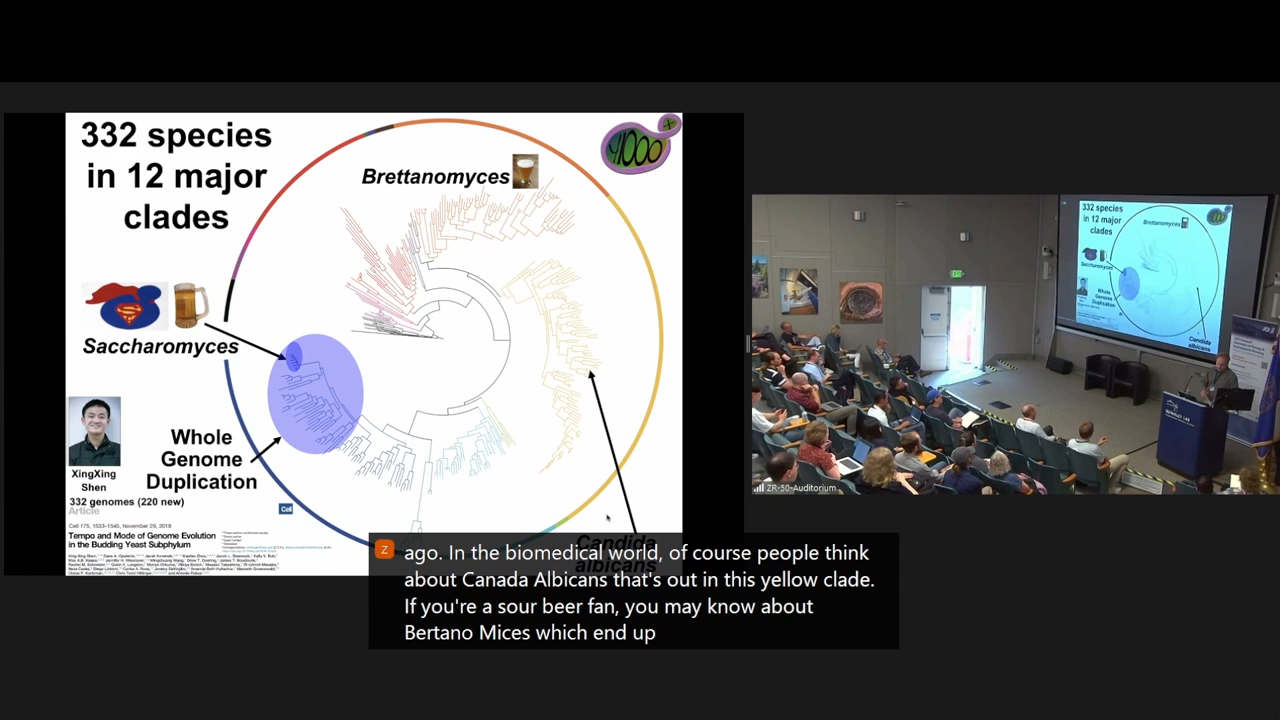 332 species
in 12 major
clades
Brettanomyces
y1000+
Saccharomyces
Whole
Genome
Duplication
XingXing
Shen
332 genomes (220 new)
Article
Cell
Cell 175, 1533–1545, November 29, 2018
Tempo and Mode of Genome Evolution
in the Budding Yeast Subphylum
Candida
albicans
Z
ago. In the biomedical world, of course people think
about Canada Albicans that's out in this yellow clade.
If you're a sour beer fan, you may know about
Bertano Mices which end up
332 species
in 12 major
clades
Brettanomyces
Saccharomyces
Whole
Genome
Duplication
Candida
albicans
BERKELEY LAB
ZR-50-Auditorium